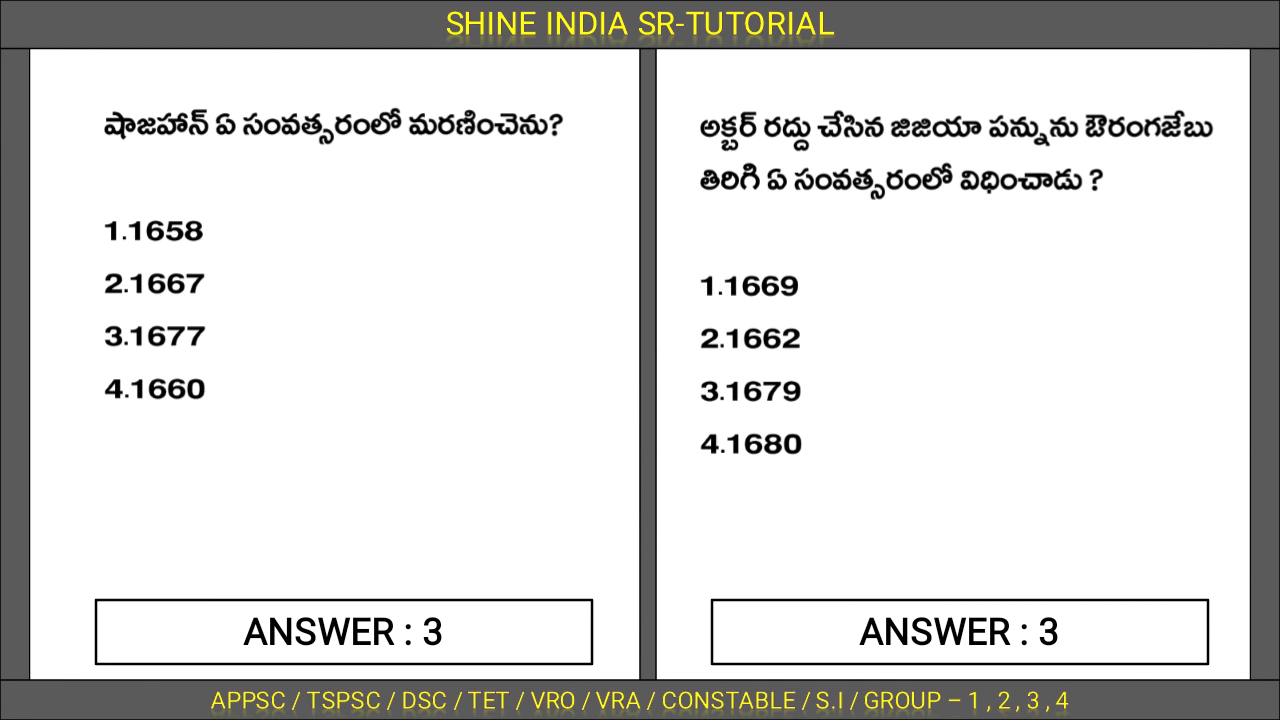 SHINE INDIA SR-TUTORIAL
షాజహాన్ ఏ సంవత్సరంలో మరణించెను?
1.1658
2.1667
3.1677
4.1660
ANSWER : 3
అక్బర్ రద్దు చేసిన జిజియా పన్నును ఔరంగజేబు
తిరిగి ఏ సంవత్సరంలో విధించాడు ?
1.1669
2.1662
3.1679
4.1680
ANSWER : 3
APPSC / TSPSC / DSC / TET / VRO / VRA / CONSTABLE / S.I / GROUP – 1 , 2 , 3 , 4